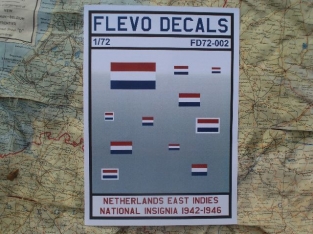 FLEVO DECALS
1/72 FD72-002
NETHERLANDS EAST INDIES
NATIONAL INSIGNIA 1942-1946